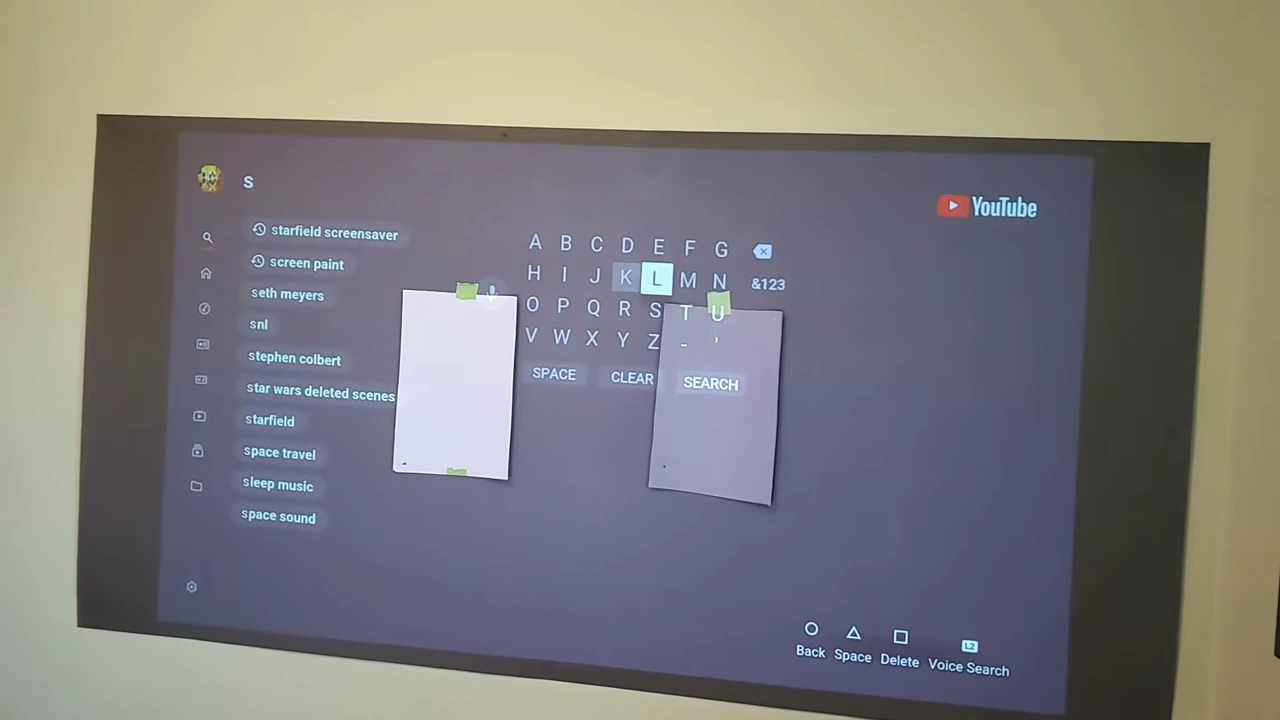 S
YouTube
starfield screensaver
screen paint
seth meyers
snl
stephen colbert
star wars deleted scenes
starfield
space travel
sleep music
space sound
A B C D E F G
H I J K L M N &123
O P Q R S T U
V W X Y Z - '
SPACE CLEAR SEARCH
L2
Back Space Delete Voice Search